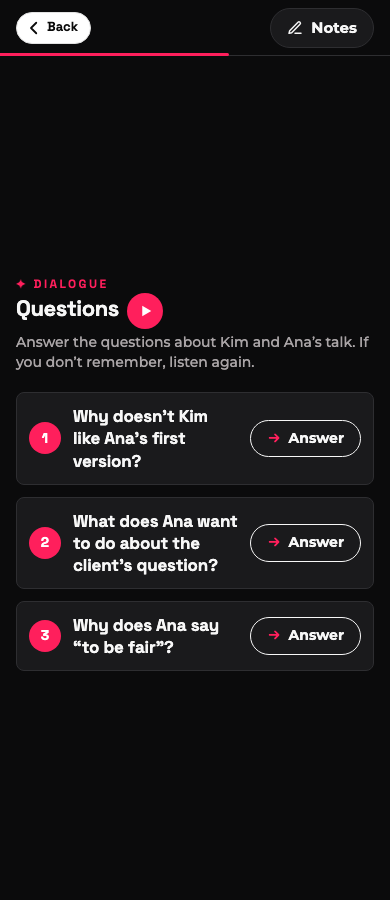 Back
Notes
DIALOGUE
Questions
Answer the questions about Kim and Ana's talk. If
you don't remember, listen again.
1
Why doesn't Kim
like Ana's first
version?
Answer
2
What does Ana want
to do about the
client's question?
Answer
3
Why does Ana say
“to be fair”?
Answer